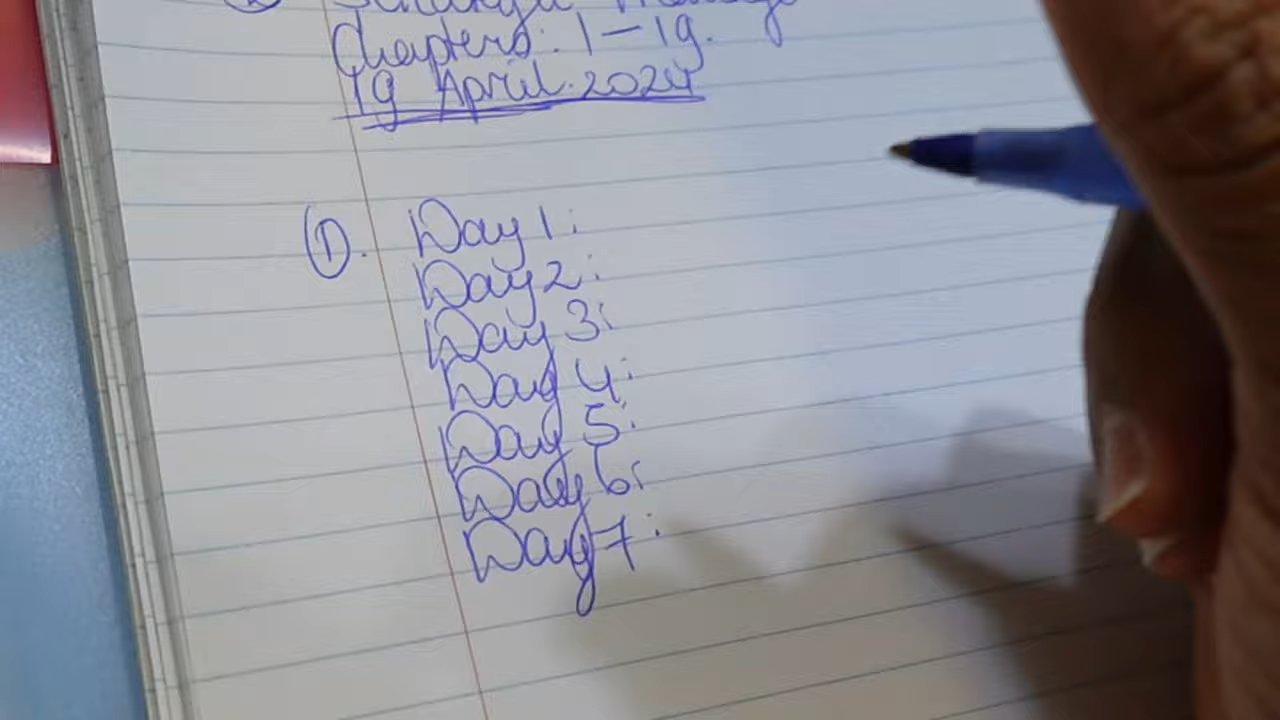 Chapters: 1-19.
19 April 2024
①. Day 1:
Day 2:
Day 3:
Day 4:
Day 5:
Day 6:
Day 7: